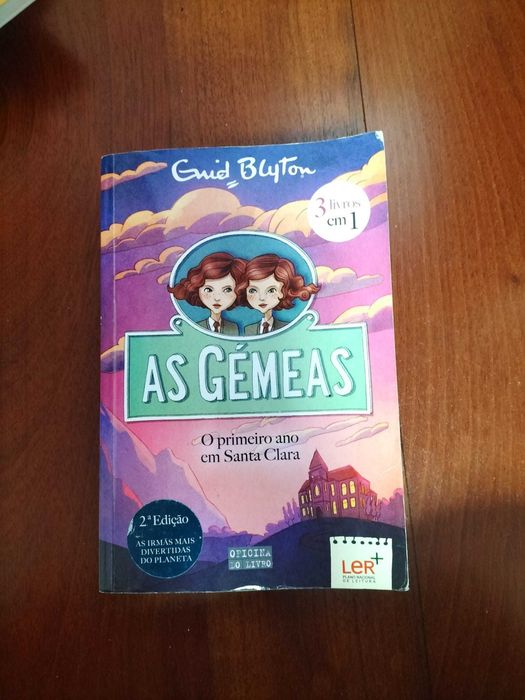 Enid Blyton
3 livros
em 1
AS GÉMEAS
O primeiro ano
em Santa Clara
2ª Edição
AS IRMÃS MAIS
DIVERTIDAS
DO PLANETA
OFICINA
DO LIVRO
LER+
PLANO NACIONAL
DE LEITURA